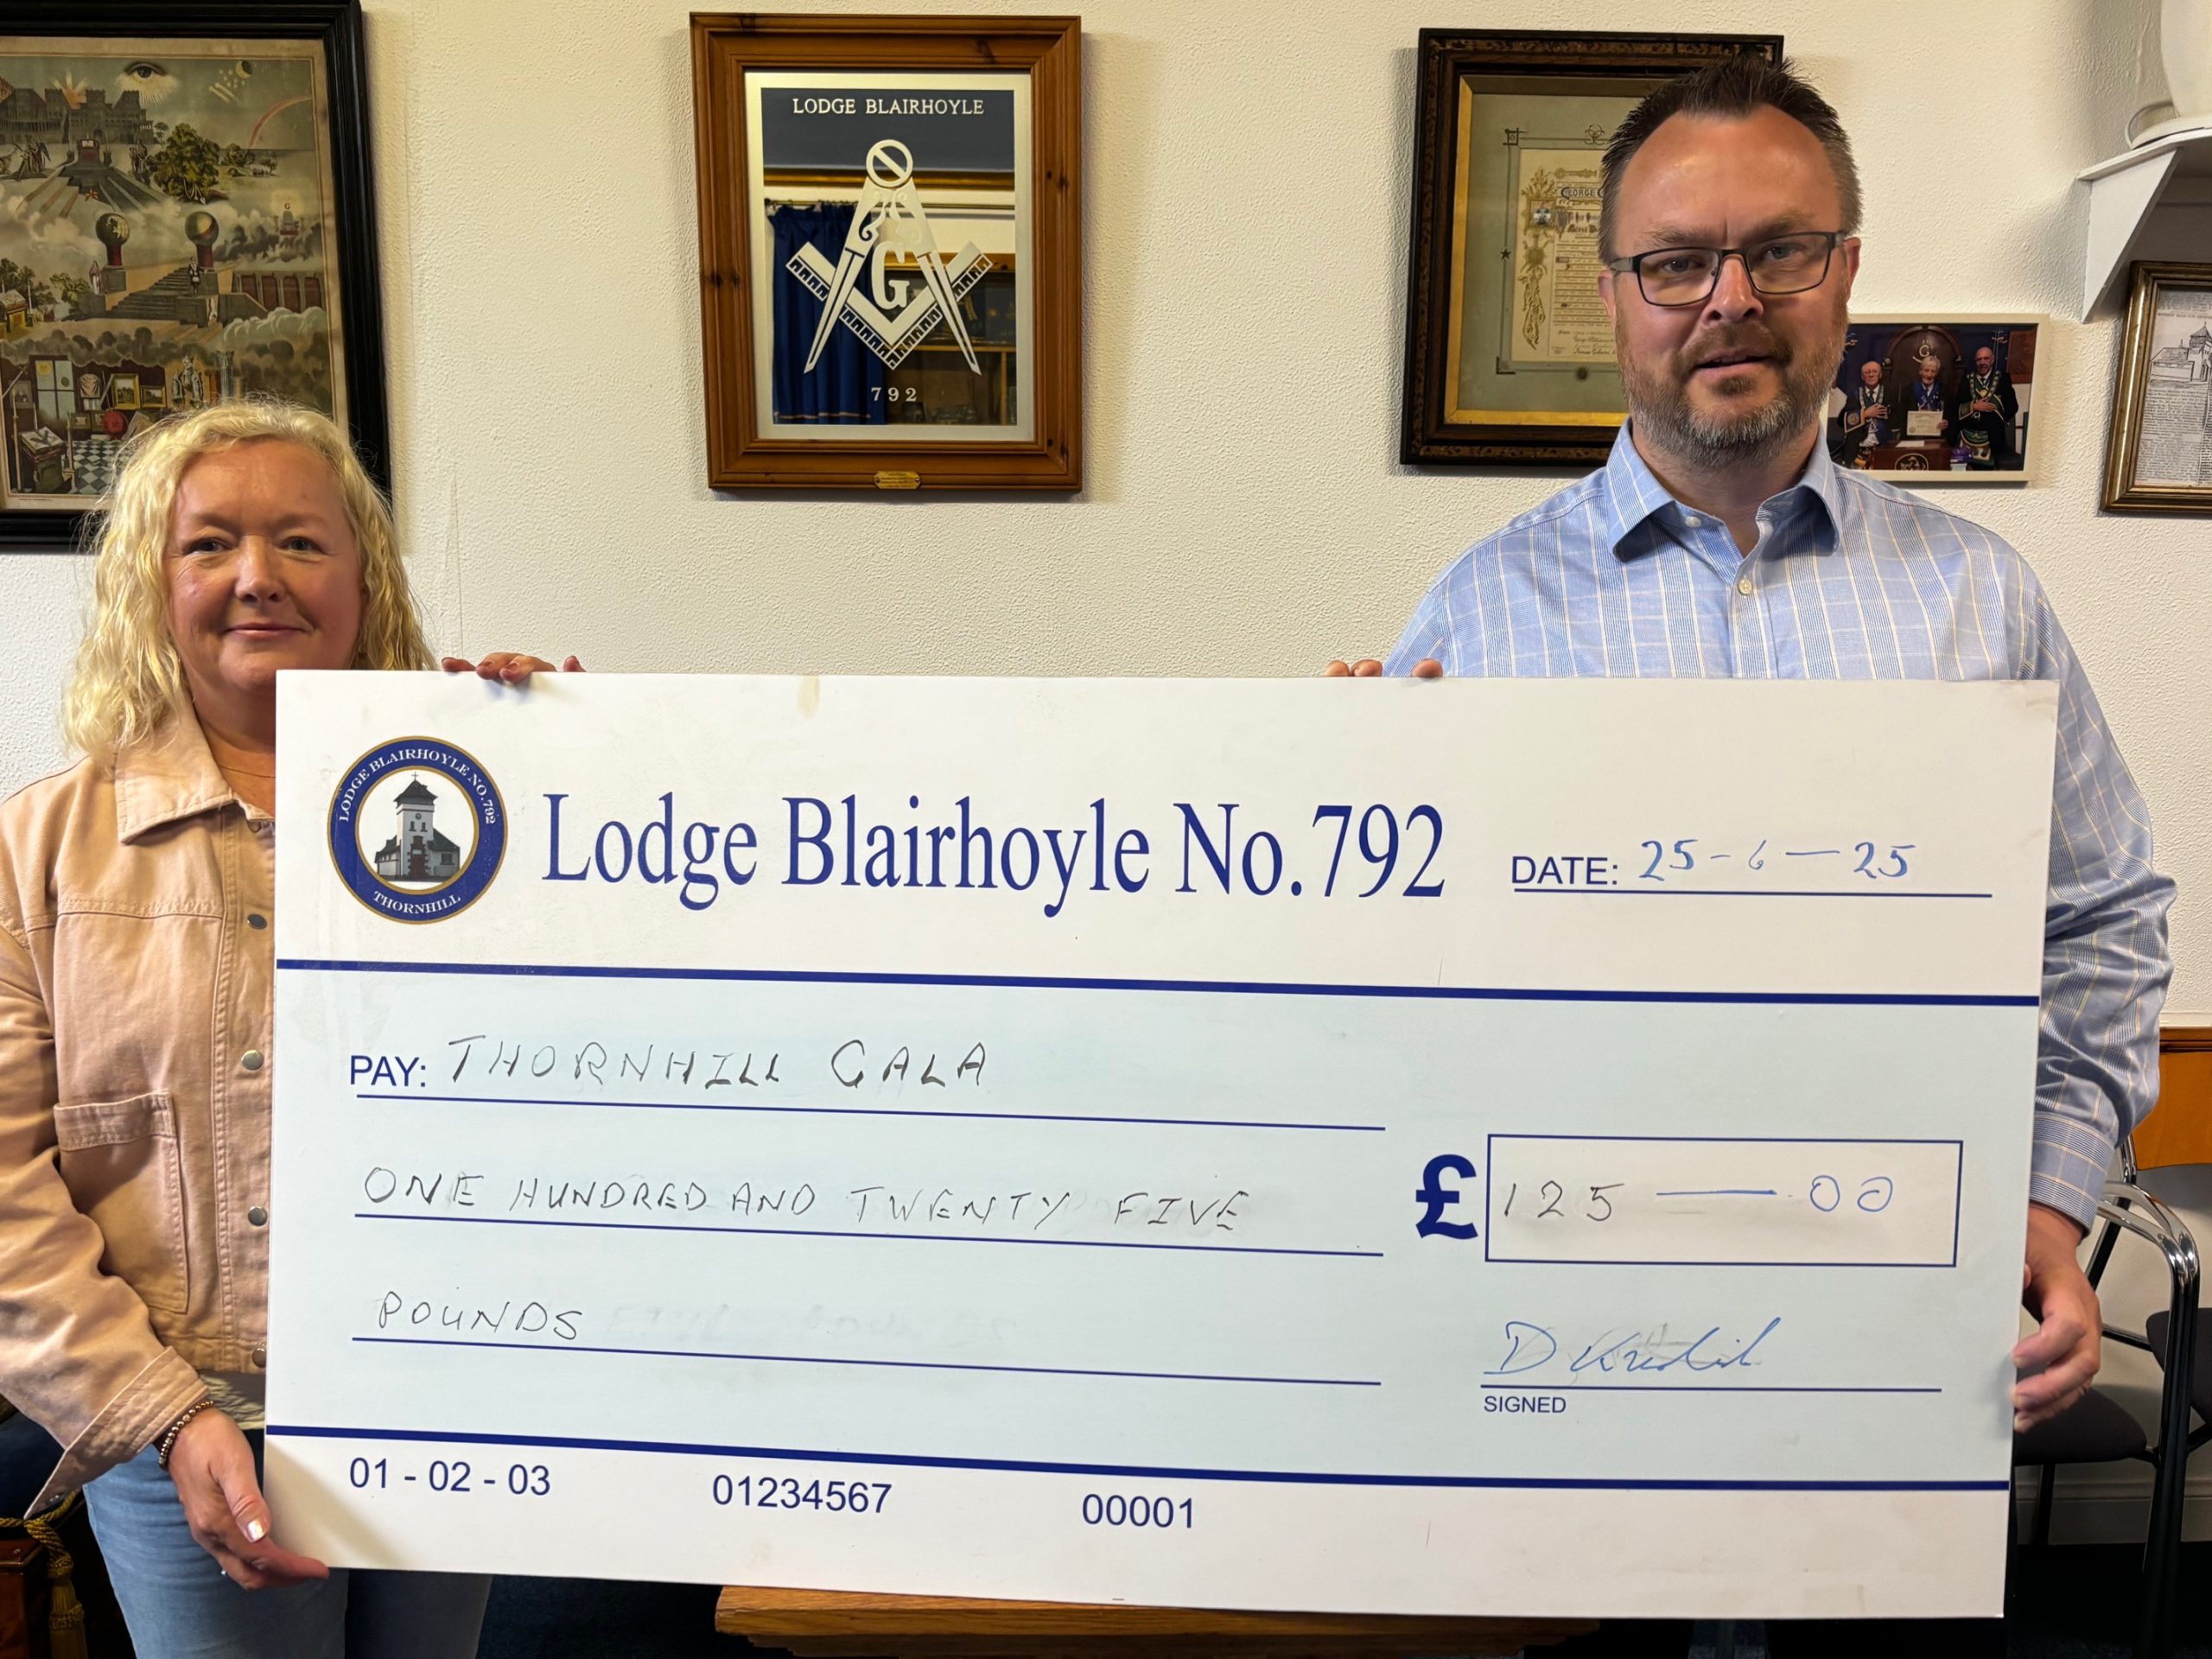 LODGE BLAIRHOYLE
G
792
LODGE BLAIRHOYLE NO.792
THORNHILL
Lodge Blairhoyle No.792
DATE: 25-6-25
PAY: THORNHILL GALA
ONE HUNDRED AND TWENTY FIVE
£ 125 — 00
POUNDS
SIGNED
01 - 02 - 03 01234567 00001